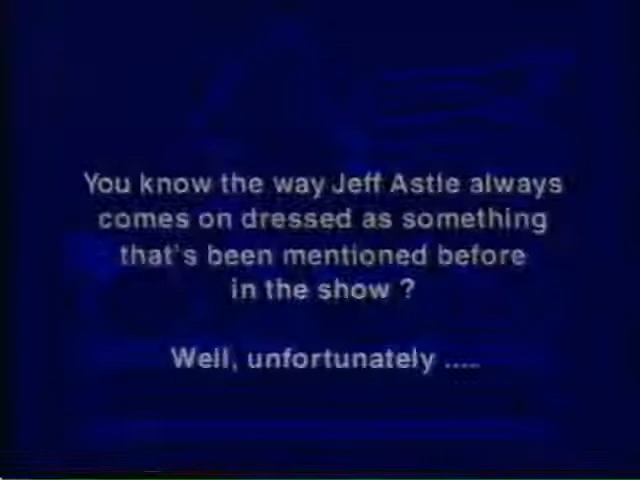 You know the way Jeff Astle always
comes on dressed as something
that's been mentioned before
in the show ?
Well, unfortunately .....